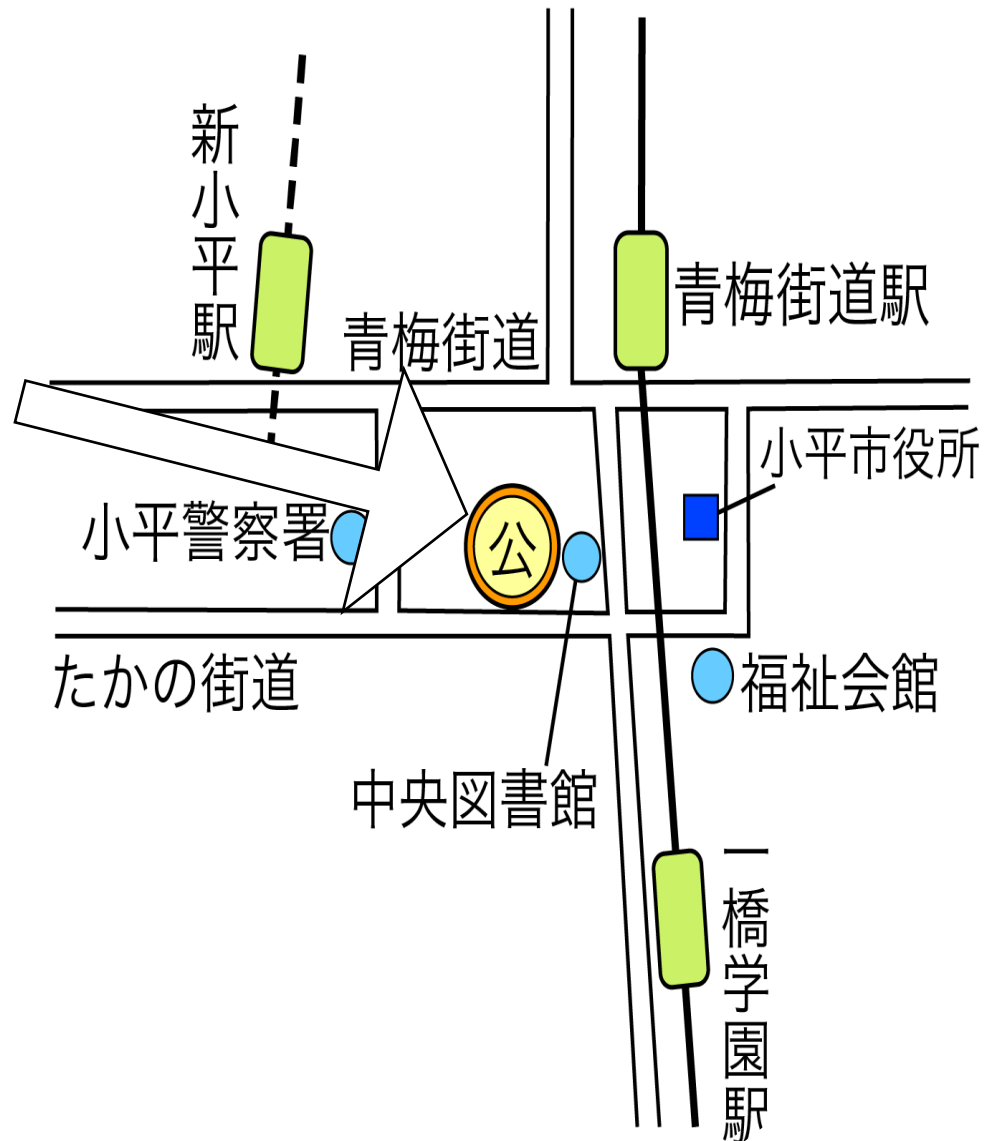 新小平駅
青梅街道駅
青梅街道
小平市役所
小平警察署
公
たかの街道
福祉会館
中央図書館
一橋学園駅